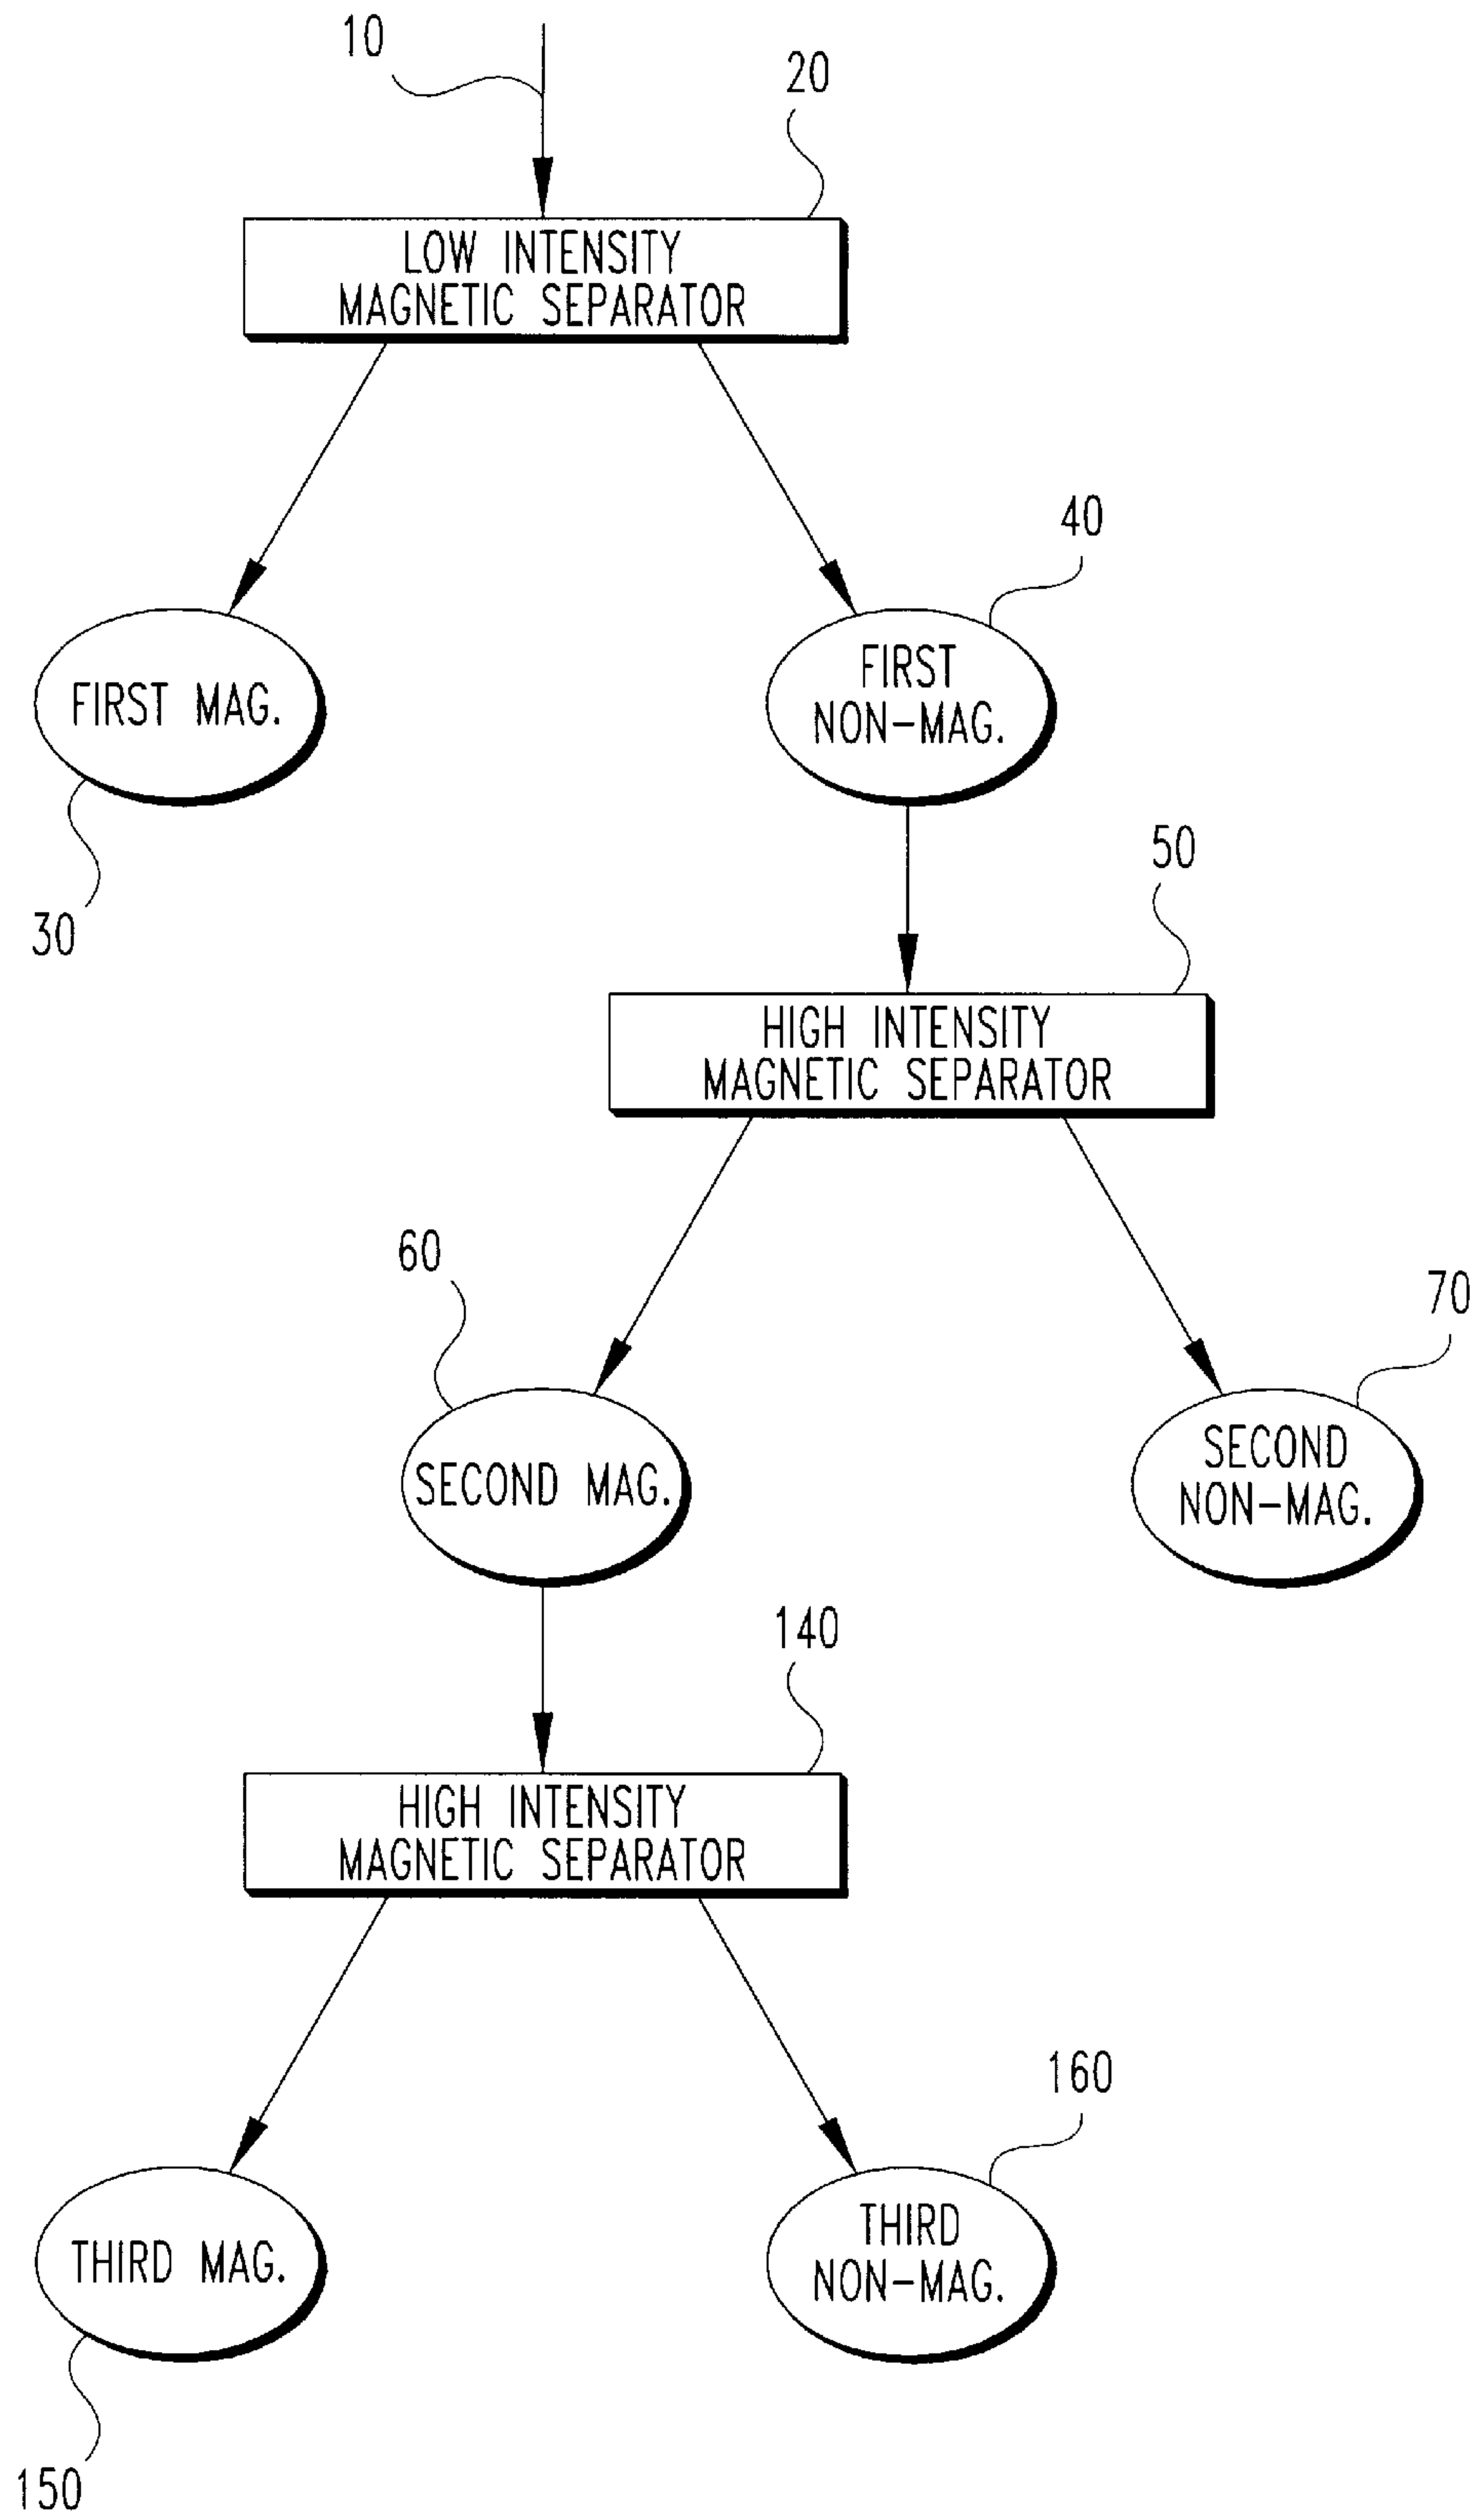 10
20
LOW INTENSITY
MAGNETIC SEPARATOR
40
FIRST MAG.
FIRST
NON-MAG.
30
50
HIGH INTENSITY
MAGNETIC SEPARATOR
60
70
SECOND MAG.
SECOND
NON-MAG.
140
HIGH INTENSITY
MAGNETIC SEPARATOR
160
THIRD MAG.
THIRD
NON-MAG.
150